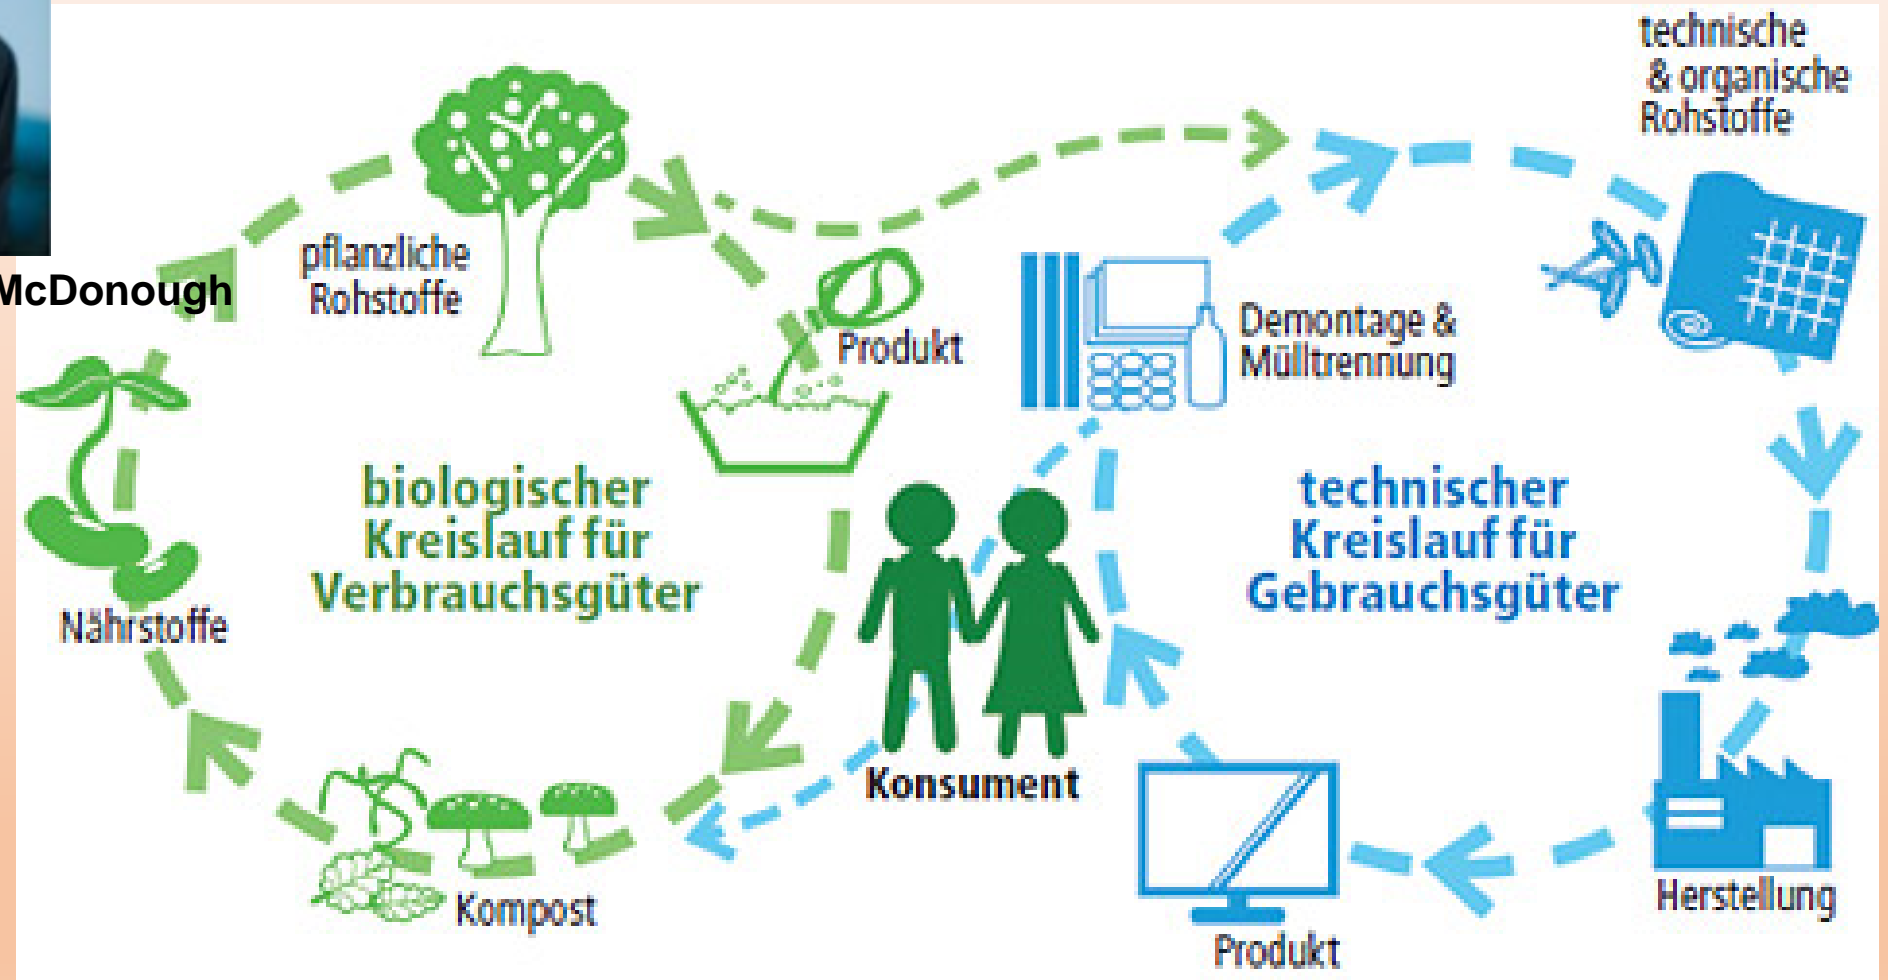 technische
& organische
Rohstoffe
pflanzliche
Rohstoffe
McDonough
Produkt
Demontage &
Mülltrennung
biologischer
Kreislauf für
Verbrauchsgüter
technischer
Kreislauf für
Gebrauchsgüter
Nährstoffe
Konsument
Kompost
Herstellung
Produkt